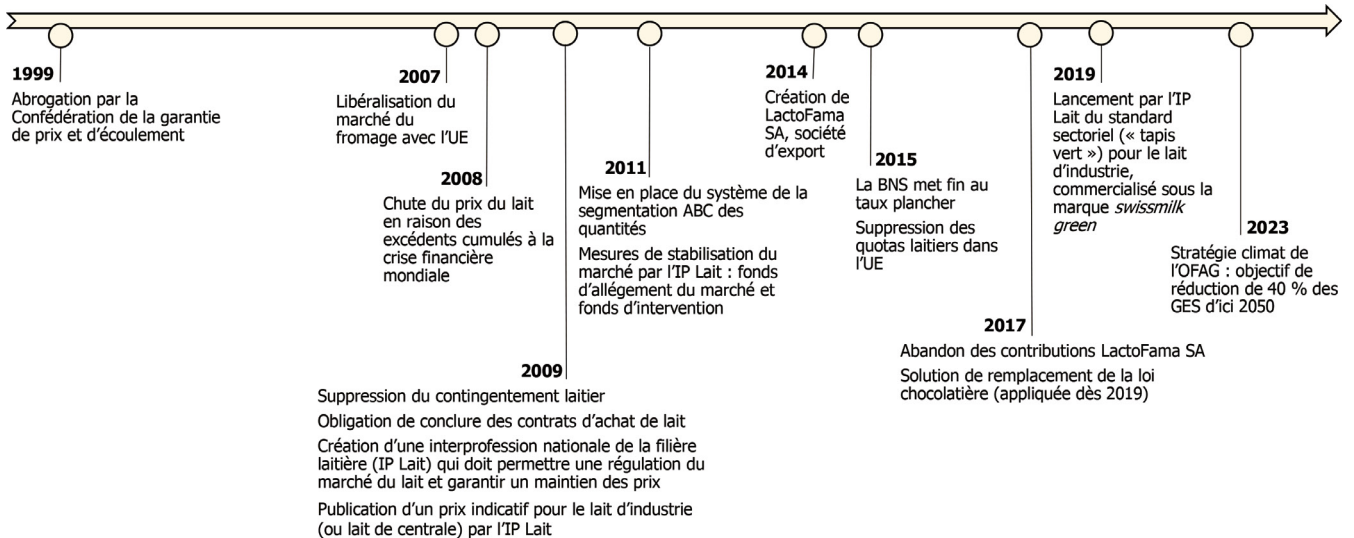 1999
Abrogation par la
Confédération de la garantie
de prix et d'écoulement
2007
Libéralisation du
marché du
fromage avec l'UE
2008
Chute du prix du lait
en raison des
excédents cumulés à la
crise financière
mondiale
2009
Suppression du contingentement laitier
Obligation de conclure des contrats d'achat de lait
Création d'une interprofession nationale de la filière
laitière (IP Lait) qui doit permettre une régulation du
marché du lait et garantir un maintien des prix
Publication d'un prix indicatif pour le lait d'industrie
(ou lait de centrale) par l'IP Lait
2011
Mise en place du système de la
segmentation ABC des
quantités
Mesures de stabilisation du
marché par l'IP Lait : fonds
d'allégement du marché et
fonds d'intervention
2014
Création de
LactoFama
SA, société
d'export
2015
La BNS met fin au
taux plancher
Suppression des
quotas laitiers dans
l'UE
2017
Abandon des contributions LactoFama SA
Solution de remplacement de la loi
chocolatière (appliquée dès 2019)
2019
Lancement par l'IP
Lait du standard
sectoriel (« tapis
vert ») pour le lait
d'industrie,
commercialisé sous la
marque swissmilk
green
2023
Stratégie climat de
l'OFAG : objectif de
réduction de 40 % des
GES d'ici 2050